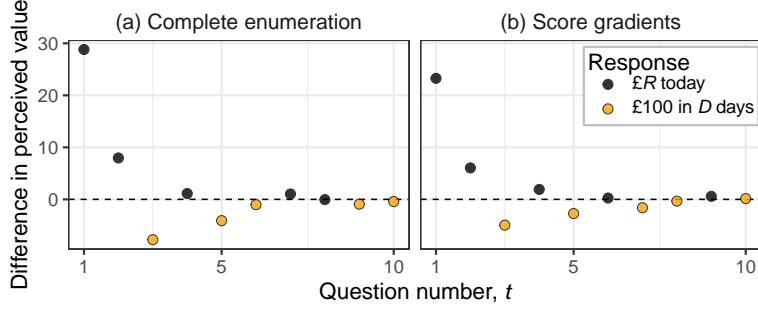 (a) Complete enumeration
(b) Score gradients
Difference in perceived value
30
20
10
0
Response
£R today
£100 in D days
1
5
10
1
5
10
Question number, t